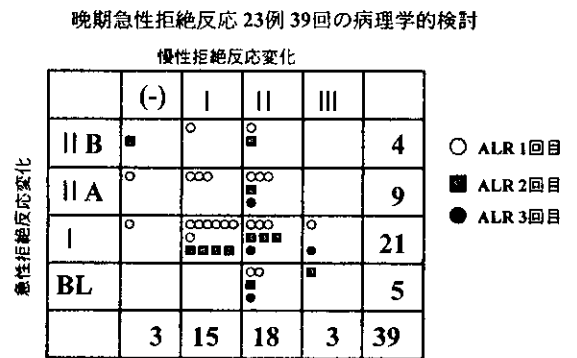 晩期急性拒絶反応 23例 39回の病理学的検討
慢性拒絶反応変化
(-) I II III
II B 4
II A 9
I 21
BL 5
3 15 18 3 39
急性拒絶反応変化
○ ALR 1回目
■ ALR 2回目
● ALR 3回目